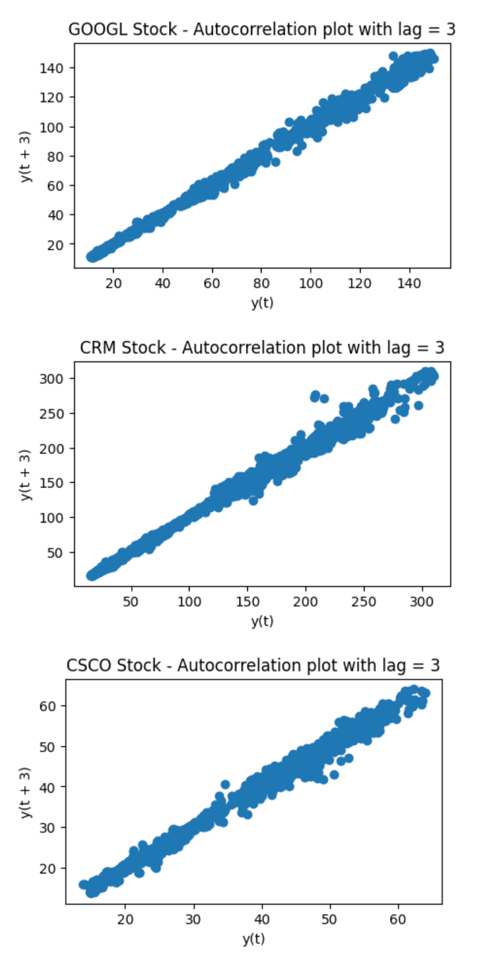 GOOGL Stock - Autocorrelation plot with lag = 3
140
120
100
80
60
40
20
y(t + 3)
20 40 60 80 100 120 140
y(t)
CRM Stock - Autocorrelation plot with lag = 3
300
250
200
150
100
50
y(t + 3)
50 100 150 200 250 300
y(t)
CSCO Stock - Autocorrelation plot with lag = 3
60
50
40
30
20
y(t + 3)
20 30 40 50 60
y(t)